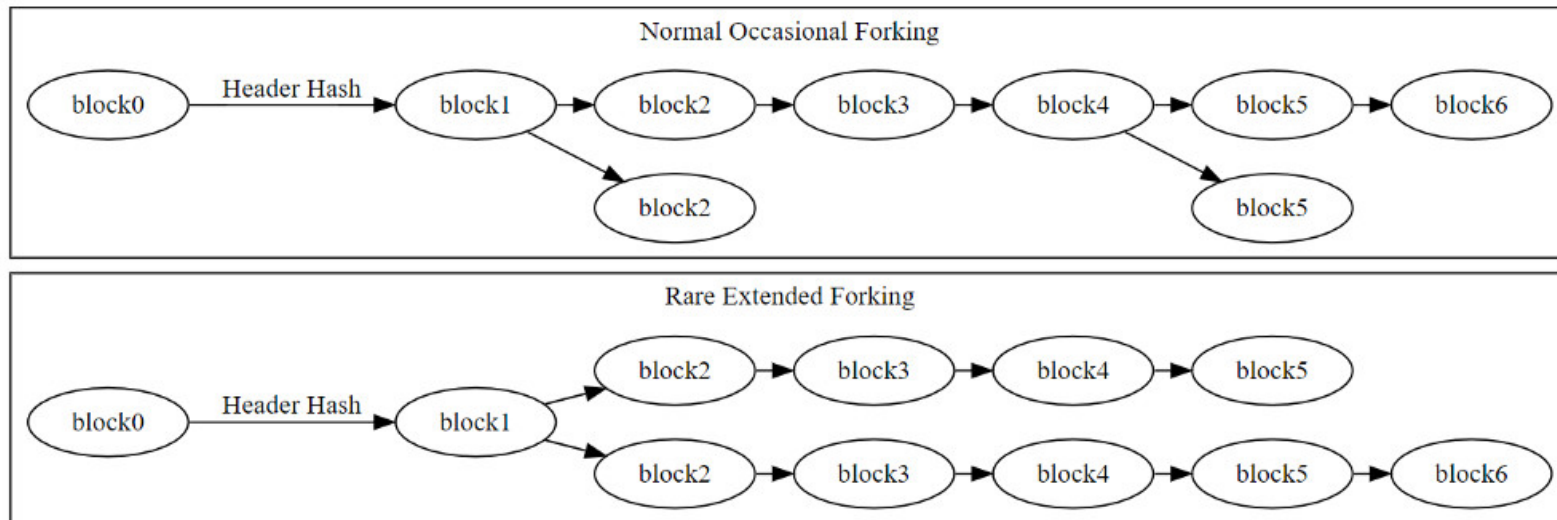 Normal Occasional Forking
block0 Header Hash block1 block2 block3 block4 block5 block6
block2 block5
Rare Extended Forking
block2 block3 block4 block5
block0 Header Hash block1
block2 block3 block4 block5 block6